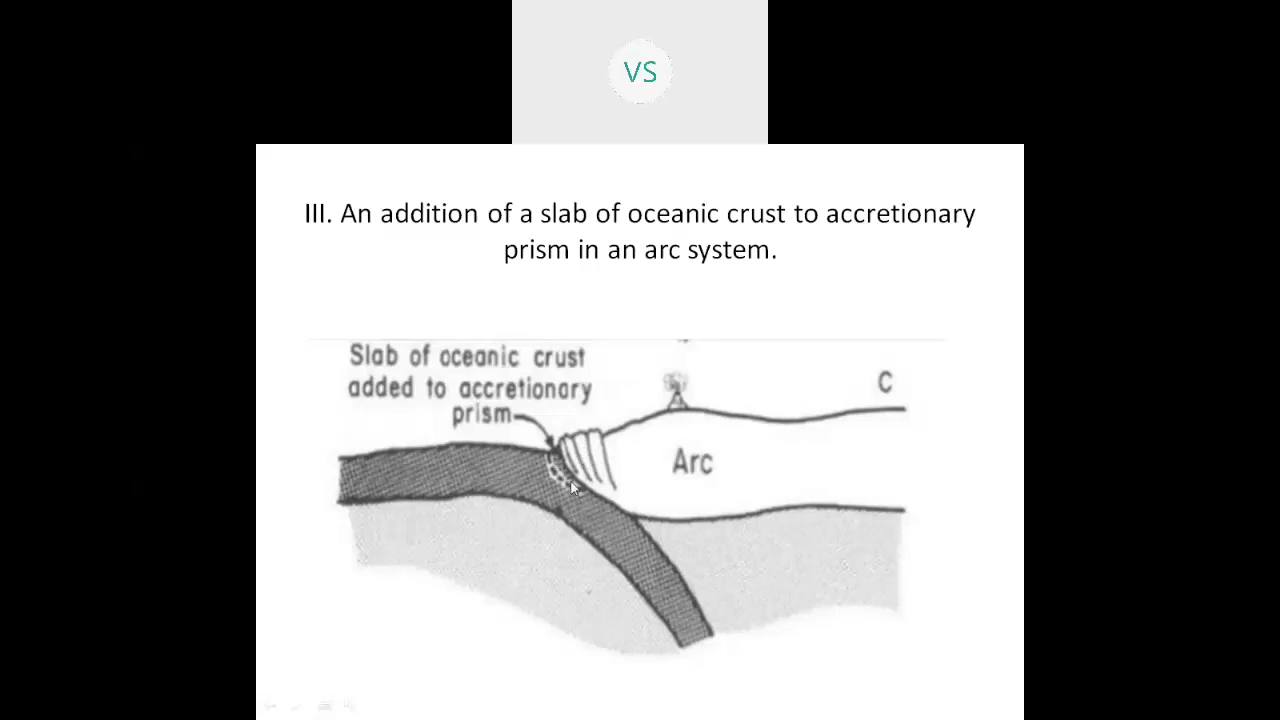 VS
III. An addition of a slab of oceanic crust to accretionary
prism in an arc system.
Slab of oceanic crust
added to accretionary
prism
C
Arc